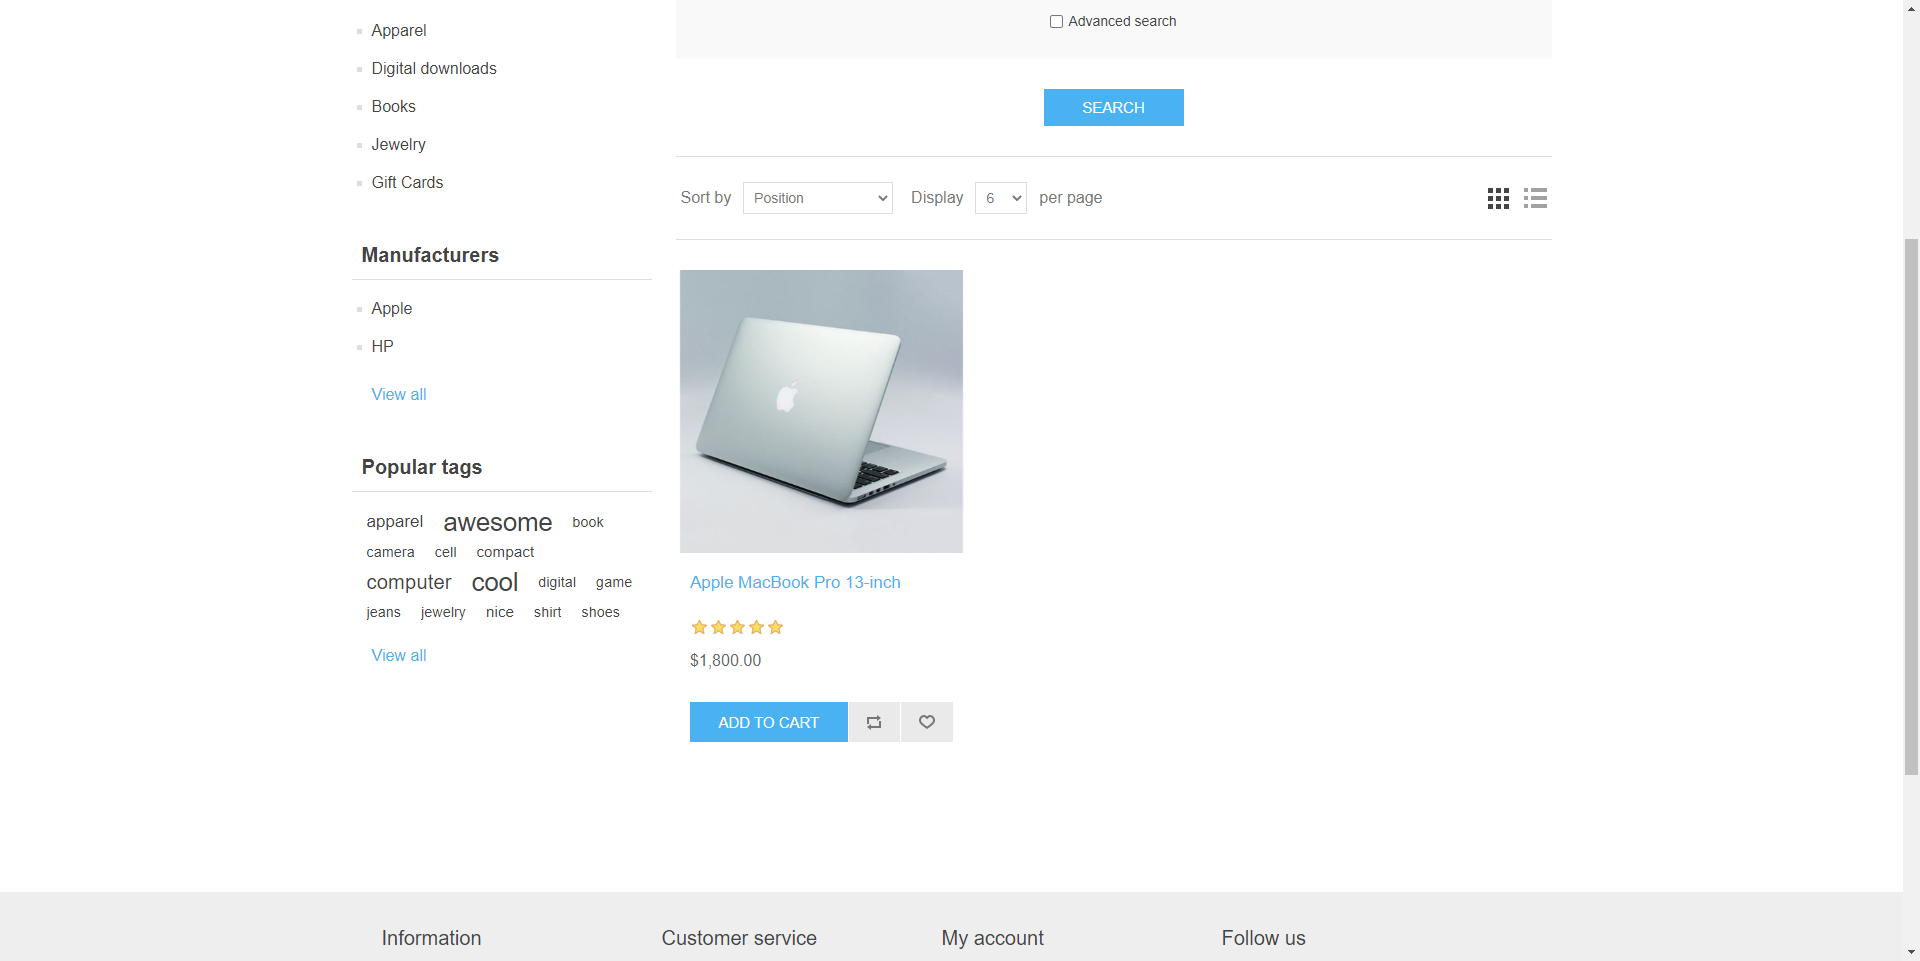 Apparel
Digital downloads
Books
Jewelry
Gift Cards
Manufacturers
Apple
HP
View all
Popular tags
apparel awesome book
camera cell compact
computer cool digital game
jeans jewelry nice shirt shoes
View all
Advanced search
SEARCH
Sort by Position Display 6 per page
Apple MacBook Pro 13-inch
$1,800.00
ADD TO CART
Information Customer service My account Follow us